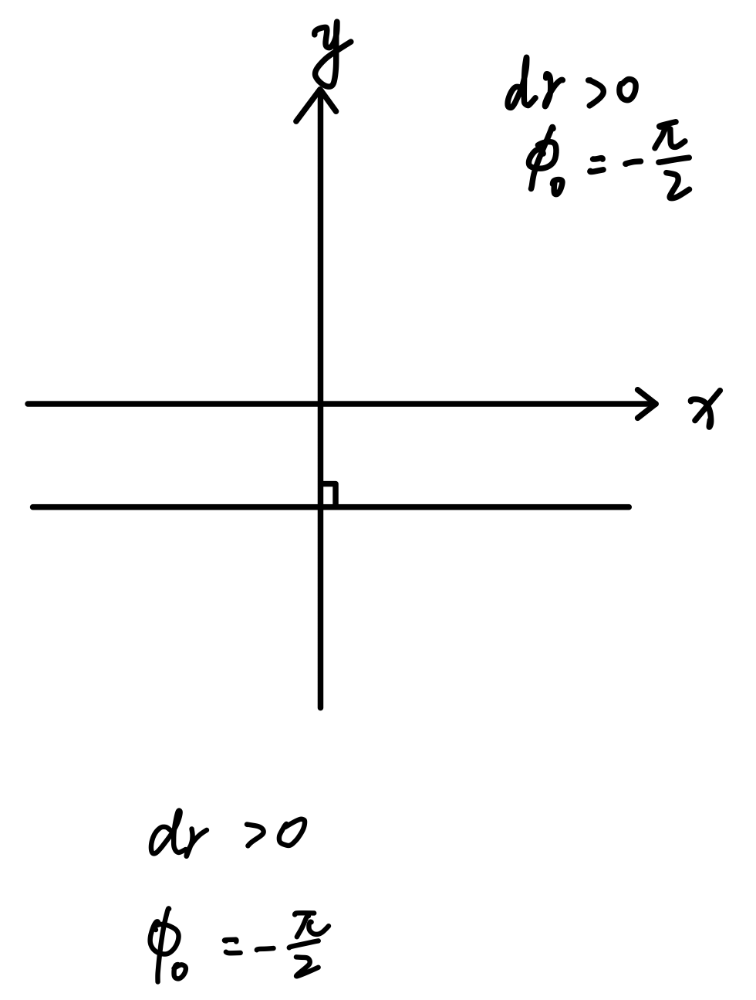 y
dr > 0
ϕ₀ = - π/2
x
dr > 0
ϕ₀ = - π/2